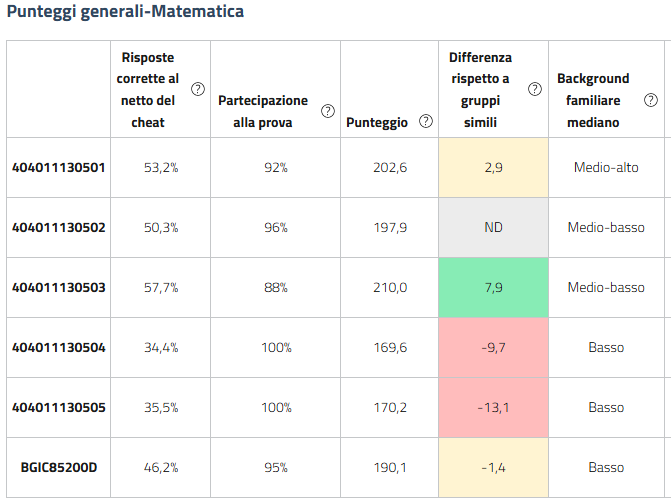 Punteggi generali-Matematica
Risposte corrette al netto del cheat ? Partecipazione alla prova ? Punteggio ? Differenza rispetto a gruppi simili ? Background familiare mediano ?
404011130501 53,2% 92% 202,6 2,9 Medio-alto
404011130502 50,3% 96% 197,9 ND Medio-basso
404011130503 57,7% 88% 210,0 7,9 Medio-basso
404011130504 34,4% 100% 169,6 -9,7 Basso
404011130505 35,5% 100% 170,2 -13,1 Basso
BGIC85200D 46,2% 95% 190,1 -1,4 Basso